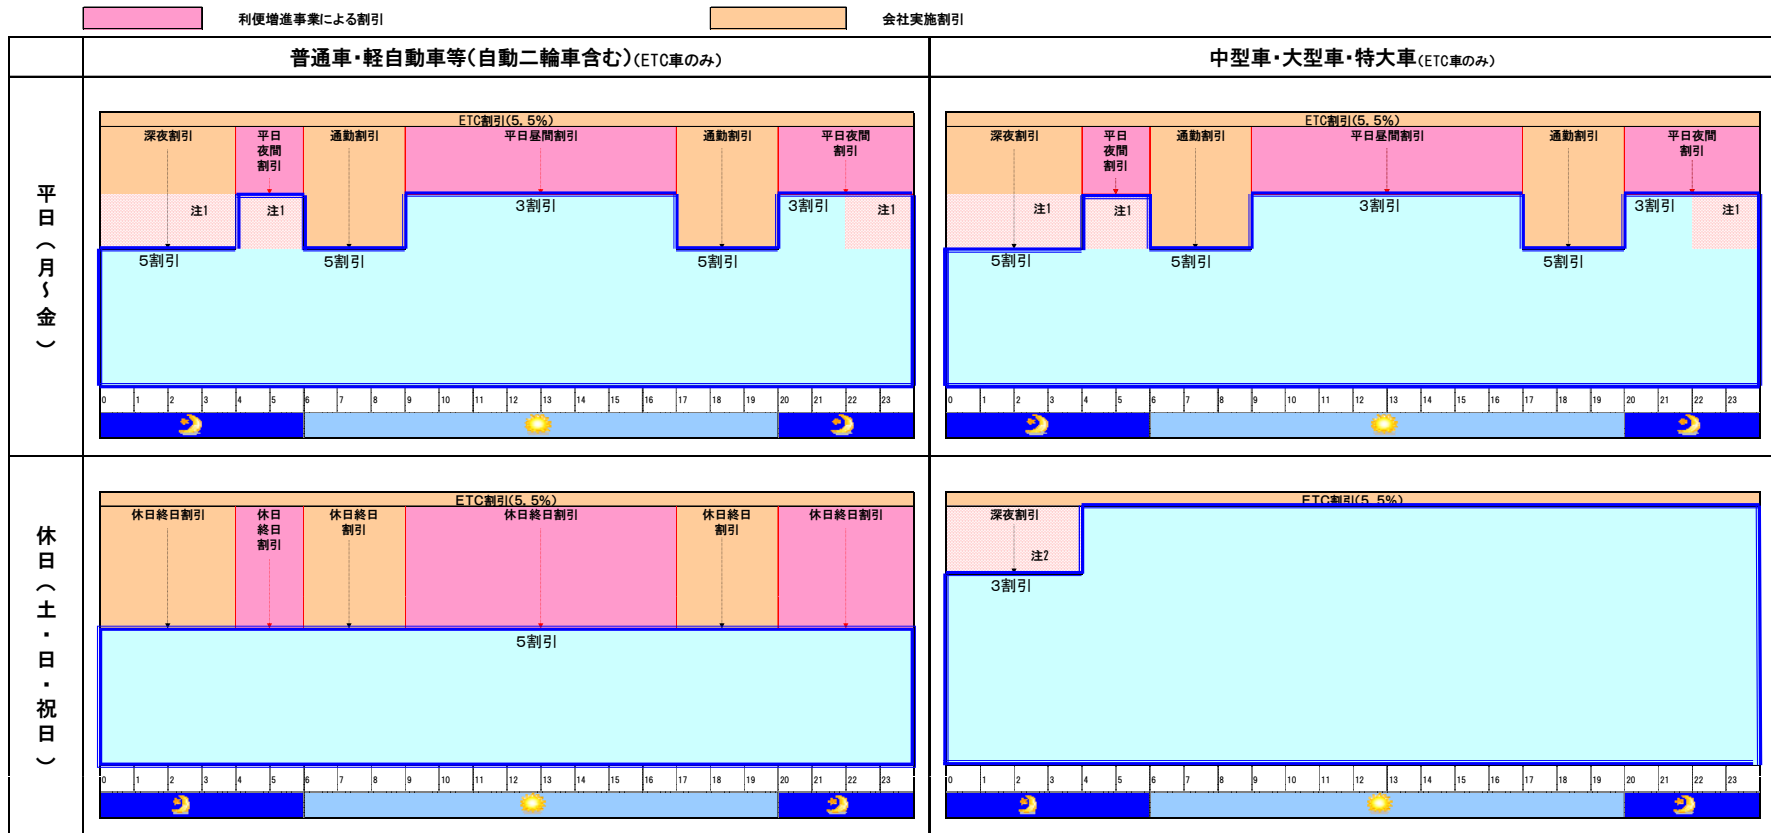 利便増進事業による割引
会社実施割引
普通車・軽自動車等(自動二輪車含む)(ETC車のみ)
中型車・大型車・特大車(ETC車のみ)
平日(月~金)
ETC割引(5.5%)
深夜割引
平日
夜間
割引
通勤割引
平日昼間割引
通勤割引
平日夜間
割引
注1
注1
3割引
3割引
注1
5割引
5割引
5割引
0 1 2 3 4 5 6 7 8 9 10 11 12 13 14 15 16 17 18 19 20 21 22 23
ETC割引(5.5%)
深夜割引
平日
夜間
割引
通勤割引
平日昼間割引
通勤割引
平日夜間
割引
注1
注1
3割引
3割引
注1
5割引
5割引
5割引
0 1 2 3 4 5 6 7 8 9 10 11 12 13 14 15 16 17 18 19 20 21 22 23
休日(土・日・祝日)
ETC割引(5.5%)
休日終日割引
休日
終日
割引
休日終日
割引
休日終日割引
休日終日
割引
休日終日割引
5割引
0 1 2 3 4 5 6 7 8 9 10 11 12 13 14 15 16 17 18 19 20 21 22 23
ETC割引(5.5%)
深夜割引
注2
3割引
0 1 2 3 4 5 6 7 8 9 10 11 12 13 14 15 16 17 18 19 20 21 22 23